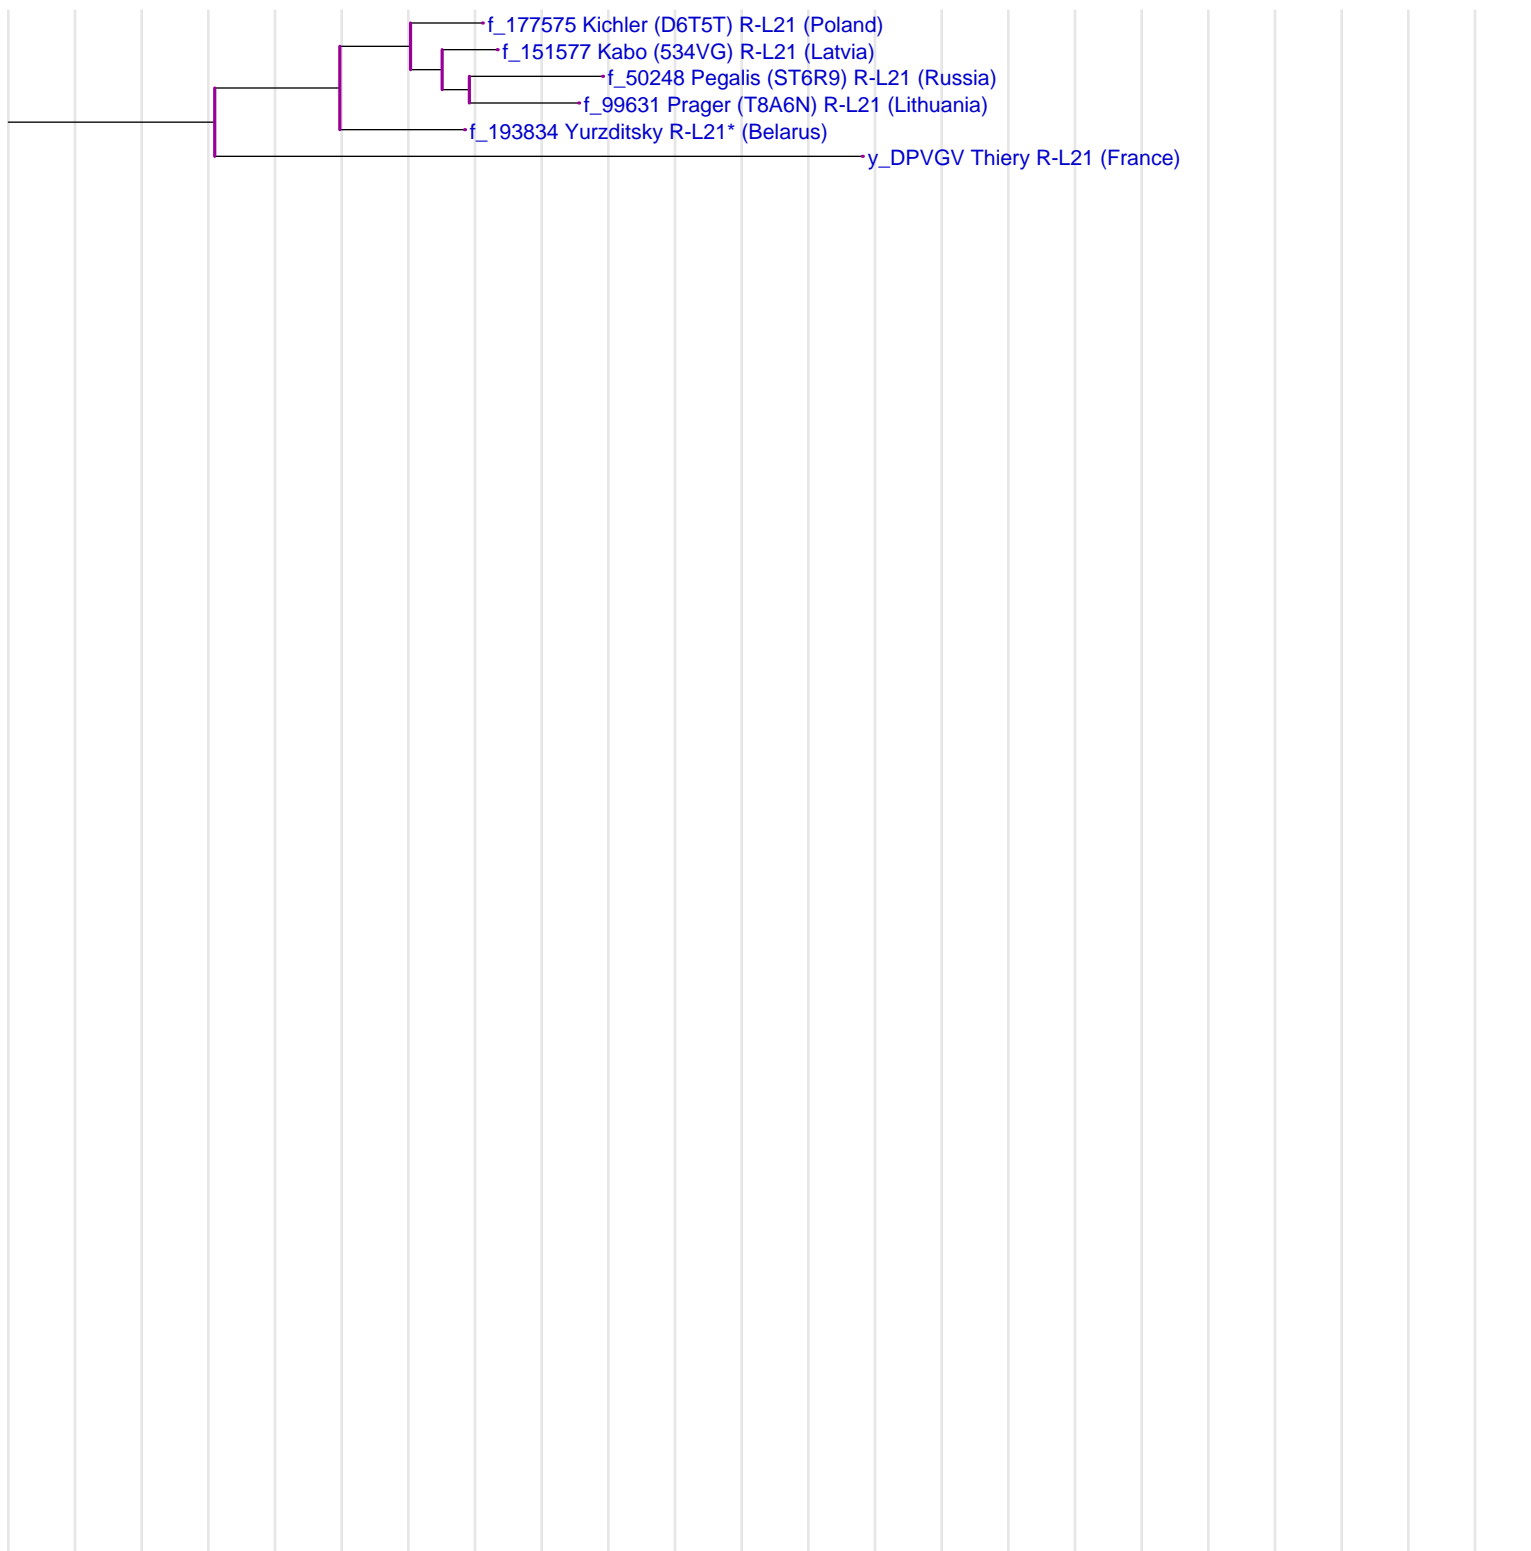 f_177575 Kichler (D6T5T) R-L21 (Poland)
f_151577 Kabo (534VG) R-L21 (Latvia)
f_50248 Pegalis (ST6R9) R-L21 (Russia)
f_99631 Prager (T8A6N) R-L21 (Lithuania)
f_193834 Yurzditsky R-L21* (Belarus)
y_DPVGV Thiery R-L21 (France)